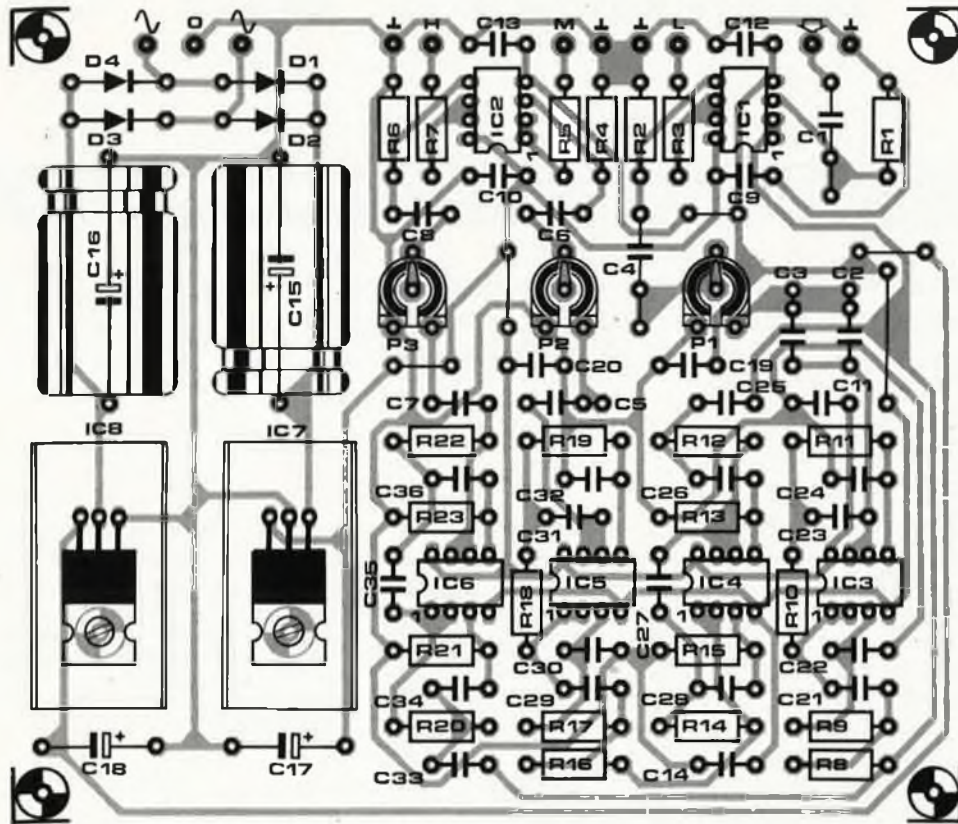 O ⊥ H C13 M ⊥ ⊥ L C12 ⊥
D4 D1
R6 R7 IC2 R5 R4 R2 R3 IC1 C1 R1
D3 D2
1 1
C10 C9
C8 C6
C16 + + C15 C4 C3 C2
P3 P2 P1
C20 C19
C7 C5 C25 C11
IC8 IC7
R22 R19 R12 R11
C36 C32 C26 C24
R23 R13
C31 C23
C35 IC6 R18 IC5 IC4 R10 IC3
1 1 1 1
C27
R21 C30 R15 C22
C34 C29 C28 C21
R20 R17 R14 R9
+ +
C18 C17 C33 R16 C14 R8